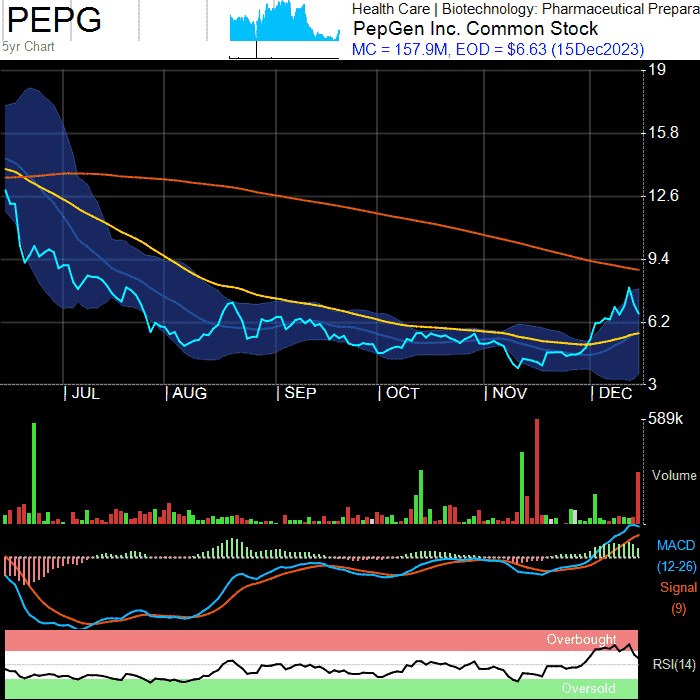 PEPG
5yr Chart
Health Care | Biotechnology: Pharmaceutical Prepara
PepGen Inc. Common Stock
MC = 157.9M, EOD = $6.63 (15Dec2023)
19
15.8
12.6
9.4
6.2
3
| JUL | AUG | SEP | OCT | NOV | DEC
589k
Volume
MACD
(12-26)
Signal
(9)
Overbought
RSI(14)
Oversold